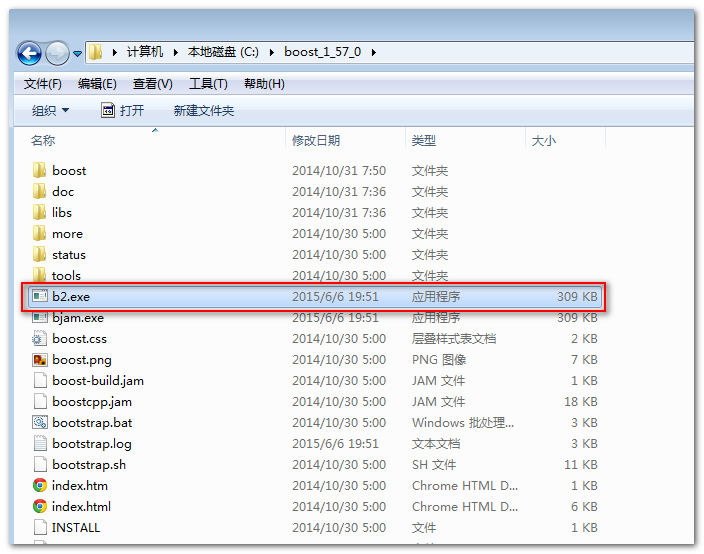 计算机 本地磁盘 (C:) boost_1_57_0
文件(F) 编辑(E) 查看(V) 工具(T) 帮助(H)
组织 打开 新建文件夹
名称 修改日期 类型 大小
boost 2014/10/31 7:50 文件夹
doc 2014/10/31 7:36 文件夹
libs 2014/10/31 7:36 文件夹
more 2014/10/30 5:00 文件夹
status 2014/10/30 5:00 文件夹
tools 2014/10/30 5:00 文件夹
b2.exe 2015/6/6 19:51 应用程序 309 KB
bjam.exe 2015/6/6 19:51 应用程序 309 KB
boost.css 2014/10/30 5:00 层叠样式表文档 2 KB
boost.png 2014/10/30 5:00 PNG 图像 7 KB
boost-build.jam 2014/10/30 5:00 JAM 文件 1 KB
boostcpp.jam 2014/10/30 5:00 JAM 文件 18 KB
bootstrap.bat 2014/10/30 5:00 Windows 批处理... 3 KB
bootstrap.log 2015/6/6 19:51 文本文档 3 KB
bootstrap.sh 2014/10/30 5:00 SH 文件 11 KB
index.htm 2014/10/30 5:00 Chrome HTML D... 1 KB
index.html 2014/10/30 5:00 Chrome HTML D... 6 KB
INSTALL 2014/10/30 5:00 文件 1 KB